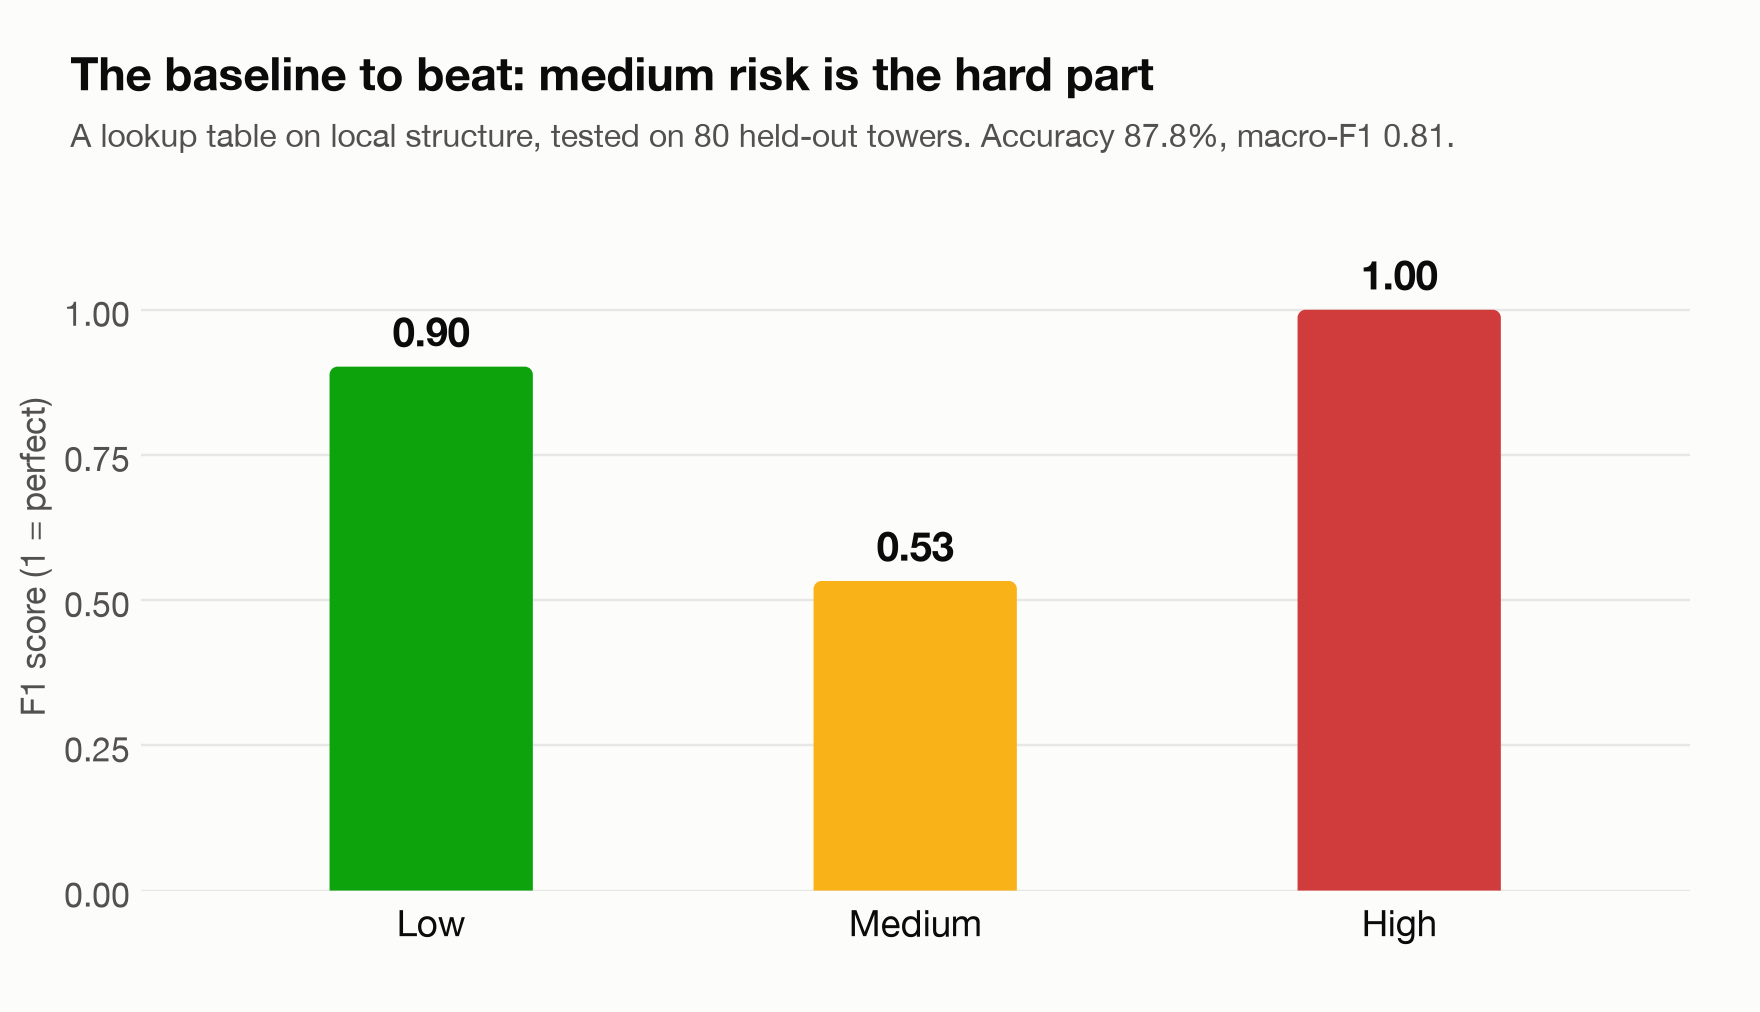 The baseline to beat: medium risk is the hard part
A lookup table on local structure, tested on 80 held-out towers. Accuracy 87.8%, macro-F1 0.81.
F1 score (1 = perfect)
1.00
0.75
0.50
0.25
0.00
0.90
0.53
1.00
Low
Medium
High